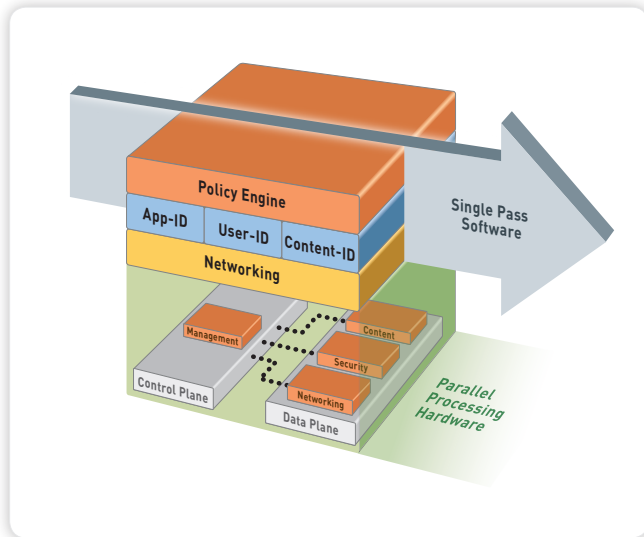 Policy Engine
App-ID
User-ID
Content-ID
Networking
Single Pass
Software
Management
Control Plane
Content
Security
Networking
Data Plane
Parallel
Processing
Hardware